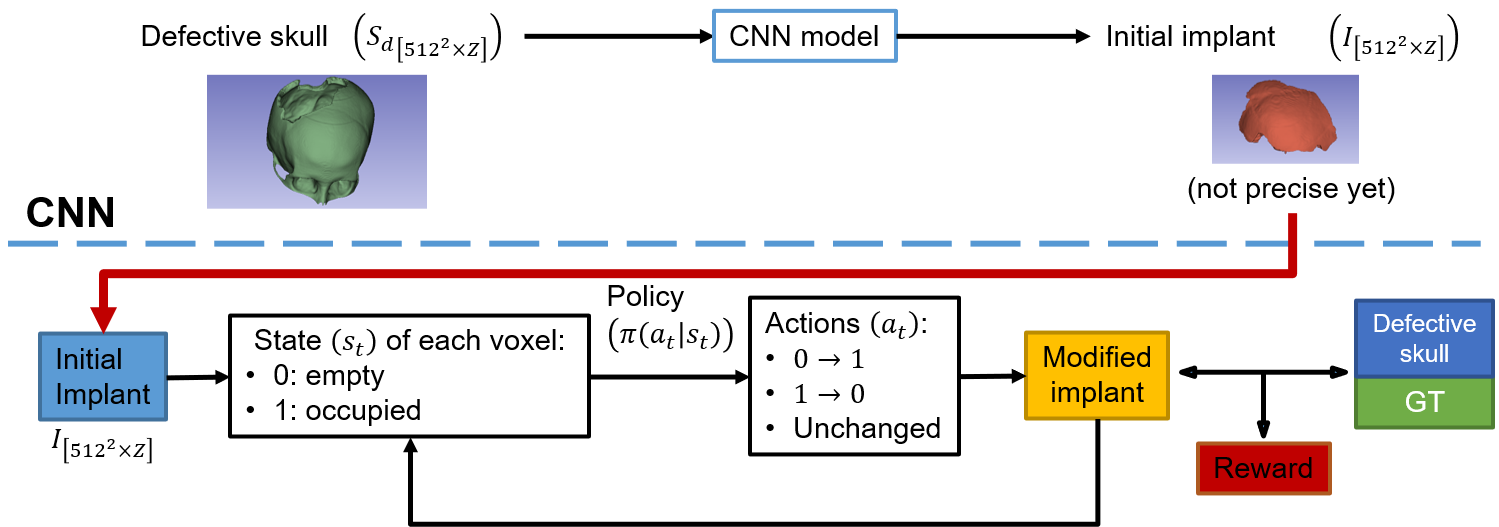 Defective skull (S_d[512²×Z])
CNN model
Initial implant (I_[512²×Z])
(not precise yet)
CNN
Initial
Implant
I_[512²×Z]
State (s_t) of each voxel:
• 0: empty
• 1: occupied
Policy
(π(a_t|s_t))
Actions (a_t):
• 0 → 1
• 1 → 0
• Unchanged
Modified
implant
Defective
skull
GT
Reward